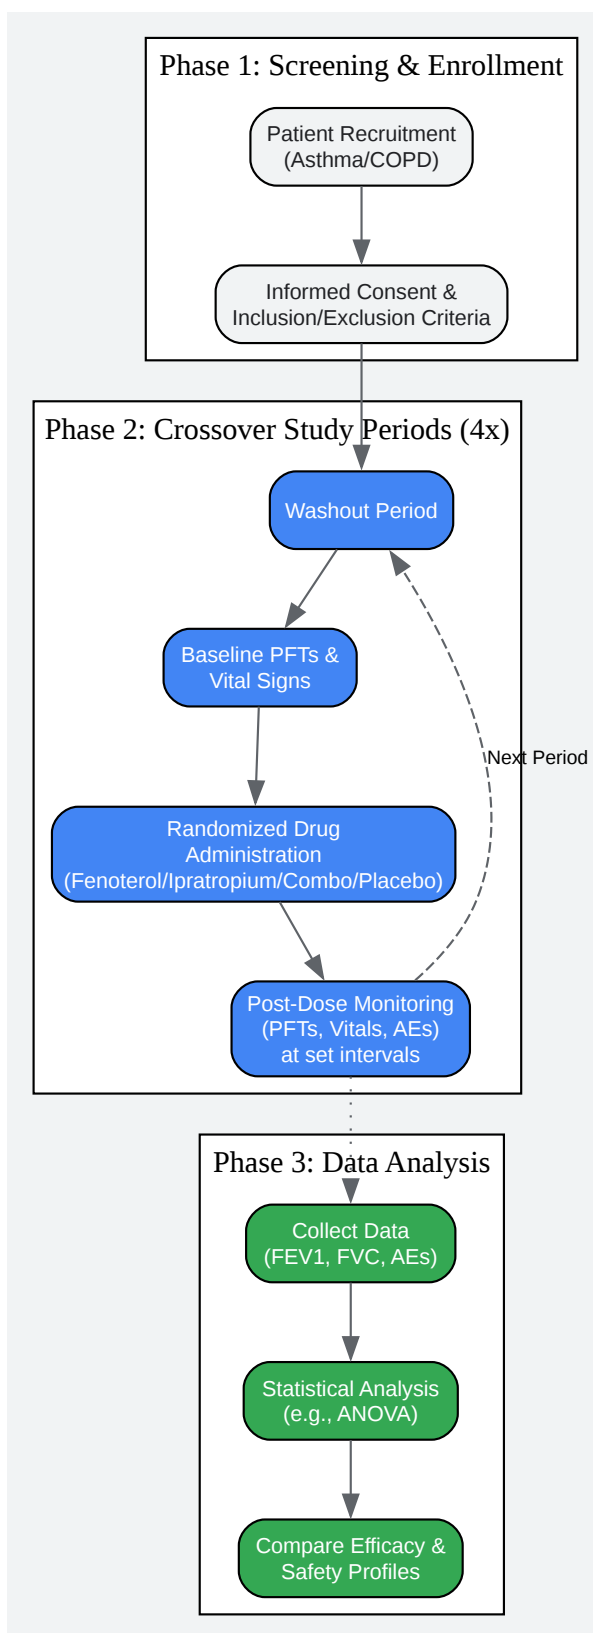 Phase 1: Screening & Enrollment
Patient Recruitment
(Asthma/COPD)
Informed Consent &
Inclusion/Exclusion Criteria
Phase 2: Crossover Study Periods (4x)
Washout Period
Baseline PFTs &
Vital Signs
Next Period
Randomized Drug
Administration
(Fenoterol/Ipratropium/Combo/Placebo)
Post-Dose Monitoring
(PFTs, Vitals, AEs)
at set intervals
Phase 3: Data Analysis
Collect Data
(FEV1, FVC, AEs)
Statistical Analysis
(e.g., ANOVA)
Compare Efficacy &
Safety Profiles